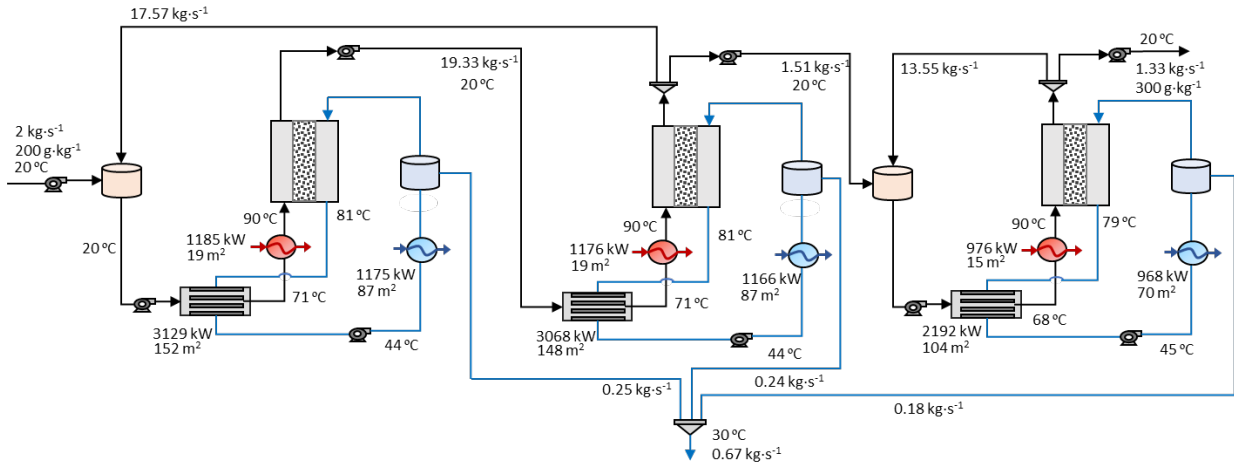 17.57 kg·s-1
19.33 kg·s-1
20 ºC
1.51 kg·s-1
20 ºC
13.55 kg·s-1
20 ºC
1.33 kg·s-1
300 g·kg-1
2 kg·s-1
200 g·kg-1
20 ºC
20 ºC
90 ºC
81 ºC
1185 kW
19 m2
1175 kW
87 m2
71 ºC
3129 kW
152 m2
44 ºC
90 ºC
81 ºC
1176 kW
19 m2
1166 kW
87 m2
71 ºC
3068 kW
148 m2
44 ºC
90 ºC
79 ºC
976 kW
15 m2
968 kW
70 m2
68 ºC
2192 kW
104 m2
45 ºC
0.25 kg·s-1
0.24 kg·s-1
0.18 kg·s-1
30 ºC
0.67 kg·s-1